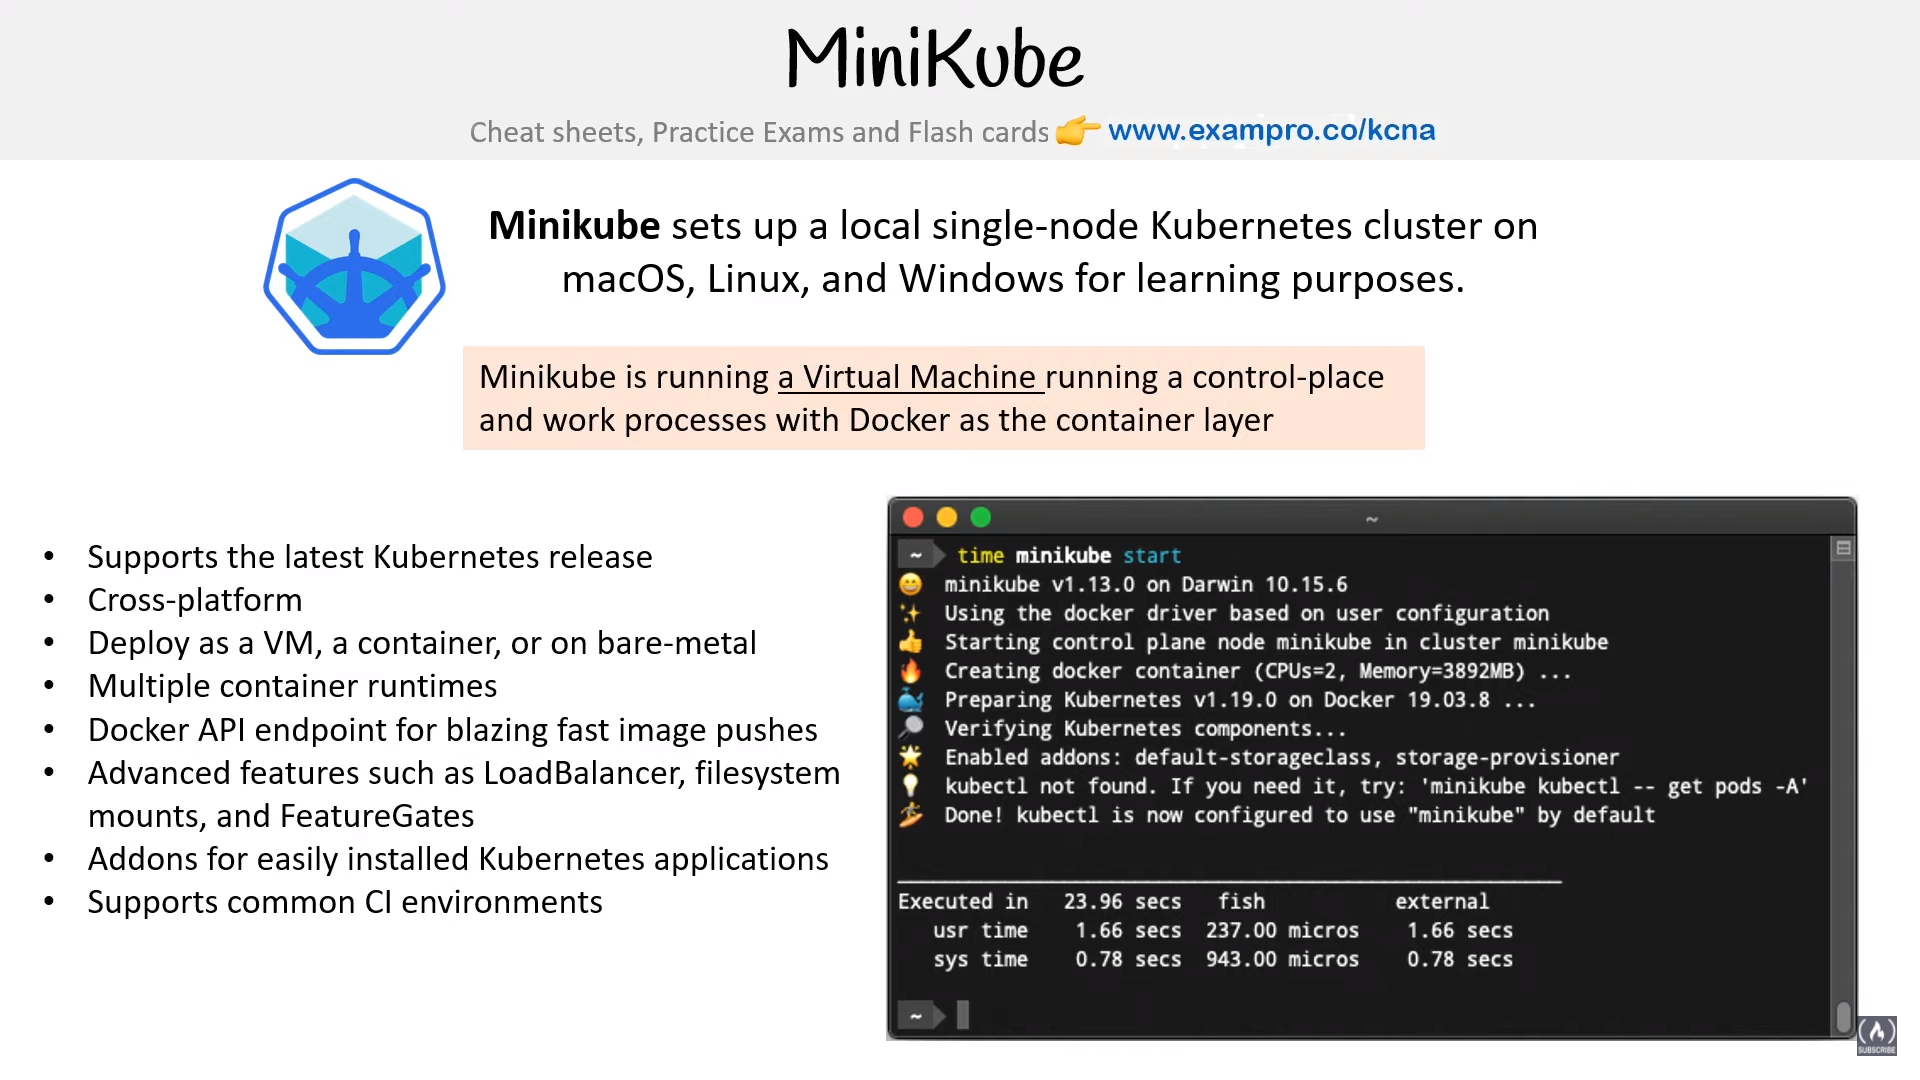 MiniKube
Cheat sheets, Practice Exams and Flash cards 👉 www.exampro.co/kcna
Minikube sets up a local single-node Kubernetes cluster on
macOS, Linux, and Windows for learning purposes.
Minikube is running a Virtual Machine running a control-place
and work processes with Docker as the container layer
• Supports the latest Kubernetes release
• Cross-platform
• Deploy as a VM, a container, or on bare-metal
• Multiple container runtimes
• Docker API endpoint for blazing fast image pushes
• Advanced features such as LoadBalancer, filesystem
mounts, and FeatureGates
• Addons for easily installed Kubernetes applications
• Supports common CI environments
~
~ time minikube start
😄 minikube v1.13.0 on Darwin 10.15.6
✨ Using the docker driver based on user configuration
👍 Starting control plane node minikube in cluster minikube
🔥 Creating docker container (CPUs=2, Memory=3892MB) ...
🐳 Preparing Kubernetes v1.19.0 on Docker 19.03.8 ...
🔎 Verifying Kubernetes components...
🌟 Enabled addons: default-storageclass, storage-provisioner
💡 kubectl not found. If you need it, try: 'minikube kubectl -- get pods -A'
🏄 Done! kubectl is now configured to use "minikube" by default
Executed in 23.96 secs fish external
usr time 1.66 secs 237.00 micros 1.66 secs
sys time 0.78 secs 943.00 micros 0.78 secs
~
SUBSCRIBE